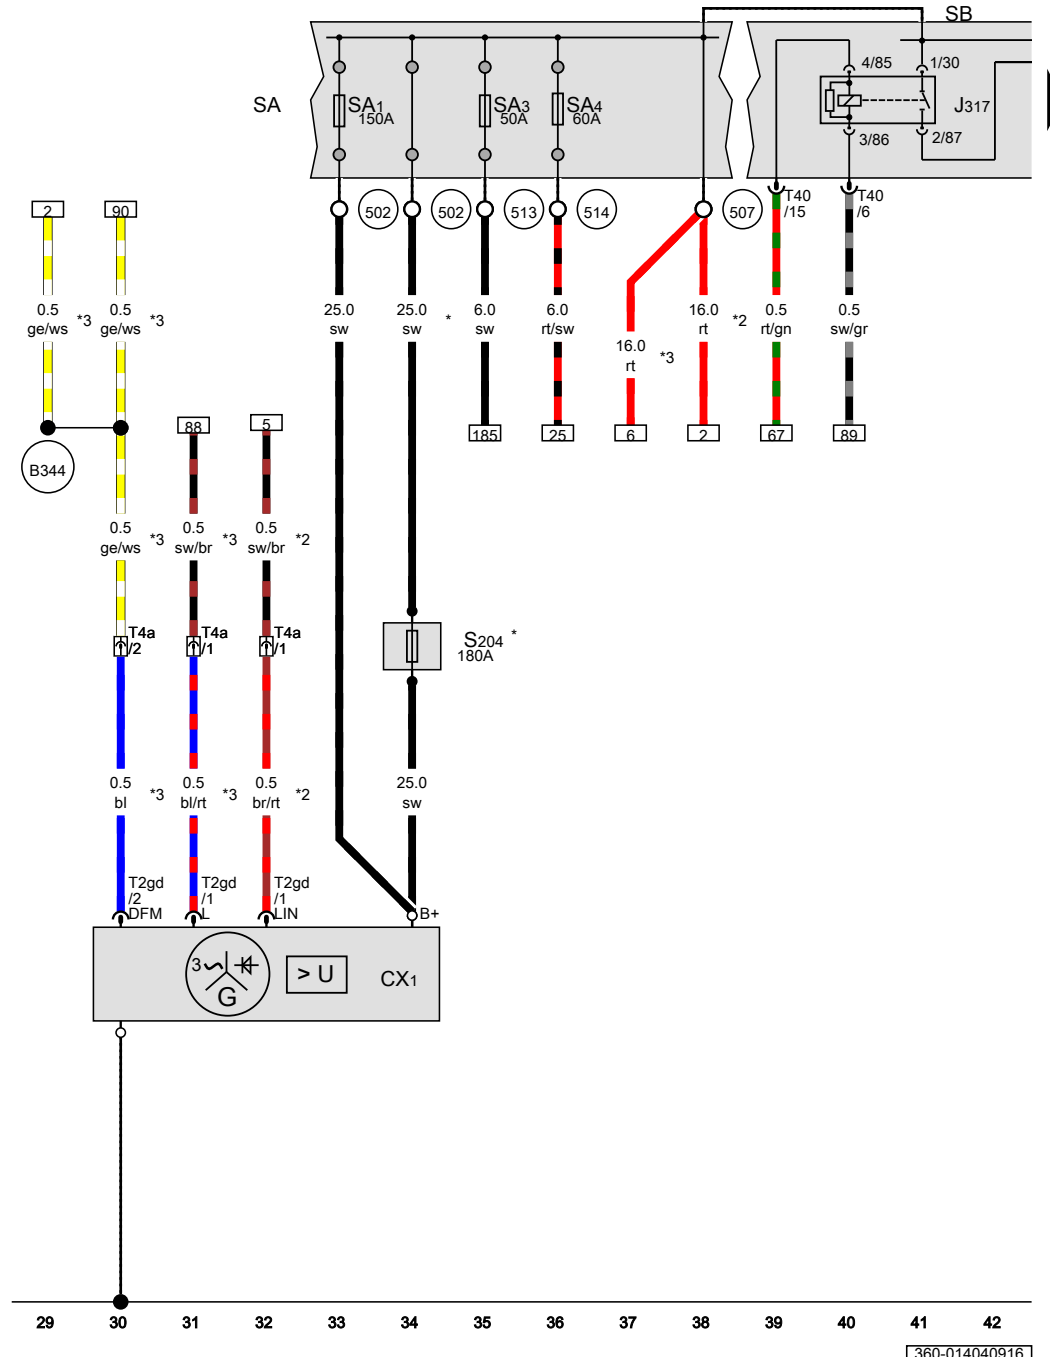 SB
4/85
1/30
SA
SA1
150A
SA3
50A
SA4
60A
J317
3/86
2/87
2
90
502
502
513
514
507
T40
/15
T40
/6
0.5
ge/ws
*3
0.5
ge/ws
*3
25.0
sw
25.0
sw
*
6.0
sw
6.0
rt/sw
16.0
rt
*3
16.0
rt
*2
0.5
rt/gn
0.5
sw/gr
88
5
185
25
6
2
67
89
B344
0.5
ge/ws
*3
0.5
sw/br
*3
0.5
sw/br
*2
T4a
/2
T4a
/1
T4a
/1
S204 *
180A
0.5
bl
*3
0.5
bl/rt
*3
0.5
br/rt
*2
25.0
sw
T2gd
/2
DFM
T2gd
/1
L
T2gd
/1
LIN
B+
3
G
> U
CX1
29 30 31 32 33 34 35 36 37 38 39 40 41 42
360-014040916